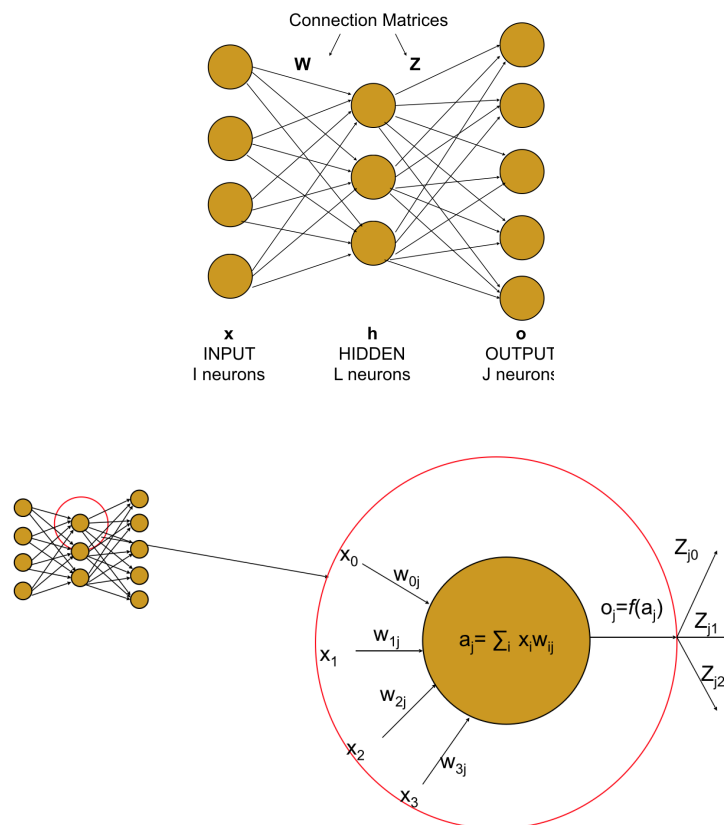 Connection Matrices
W Z
x h o
INPUT HIDDEN OUTPUT
I neurons L neurons J neurons
x₀
w₀ⱼ
Zⱼ₀
oⱼ=f(aⱼ)
w₁ⱼ
aⱼ= ∑ᵢ xᵢwᵢⱼ
Zⱼ₁
x₁
Zⱼ₂
w₂ⱼ
x₂
w₃ⱼ
x₃